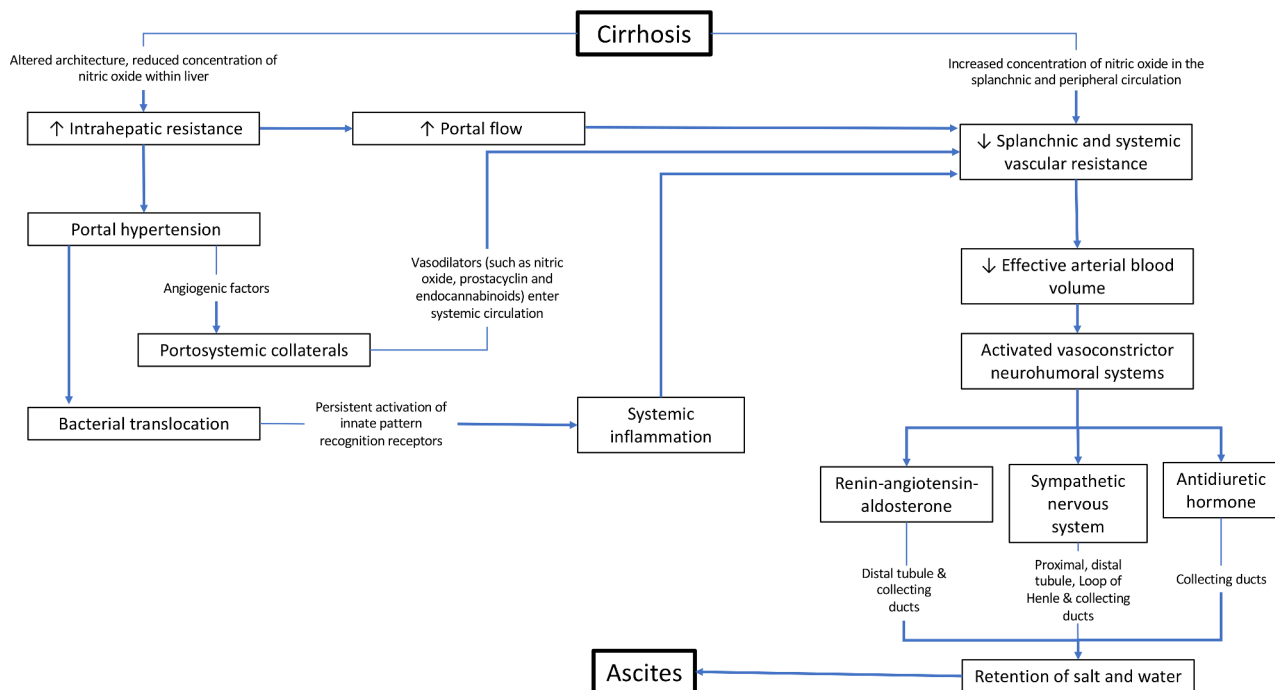 Cirrhosis
Altered architecture, reduced concentration of
nitric oxide within liver
Increased concentration of nitric oxide in the
splanchnic and peripheral circulation
↑ Intrahepatic resistance
↑ Portal flow
↓ Splanchnic and systemic
vascular resistance
Portal hypertension
Vasodilators (such as nitric
oxide, prostacyclin and
endocannabinoids) enter
systemic circulation
↓ Effective arterial blood
volume
Angiogenic factors
Portosystemic collaterals
Activated vasoconstrictor
neurohumoral systems
Bacterial translocation
Persistent activation of
innate pattern
recognition receptors
Systemic
inflammation
Renin-angiotensin-
aldosterone
Sympathetic
nervous
system
Antidiuretic
hormone
Distal tubule &
collecting
ducts
Proximal, distal
tubule, Loop of
Henle & collecting
ducts
Collecting ducts
Ascites
Retention of salt and water